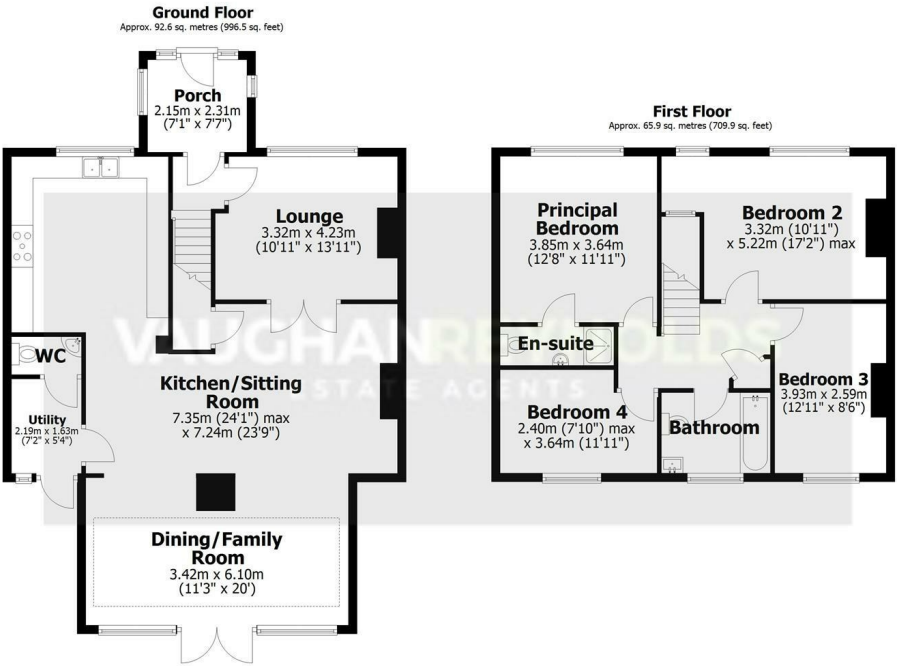 Ground Floor
Approx. 92.6 sq. metres (996.5 sq. feet)
Porch
2.15m x 2.31m
(7'1" x 7'7")
Lounge
3.32m x 4.23m
(10'11" x 13'11")
WC
Kitchen/Sitting
Room
7.35m (24'1") max
x 7.24m (23'9")
Utility
2.19m x 1.63m
(7'2" x 5'4")
Dining/Family
Room
3.42m x 6.10m
(11'3" x 20')
First Floor
Approx. 65.9 sq. metres (709.9 sq. feet)
Principal
Bedroom
3.85m x 3.64m
(12'8" x 11'11")
Bedroom 2
3.32m (10'11")
x 5.22m (17'2") max
En-suite
Bedroom 4
2.40m (7'10") max
x 3.64m (11'11")
Bathroom
Bedroom 3
3.93m x 2.59m
(12'11" x 8'6")
VAUGHANREYNOLDS
ESTATE AGENTS